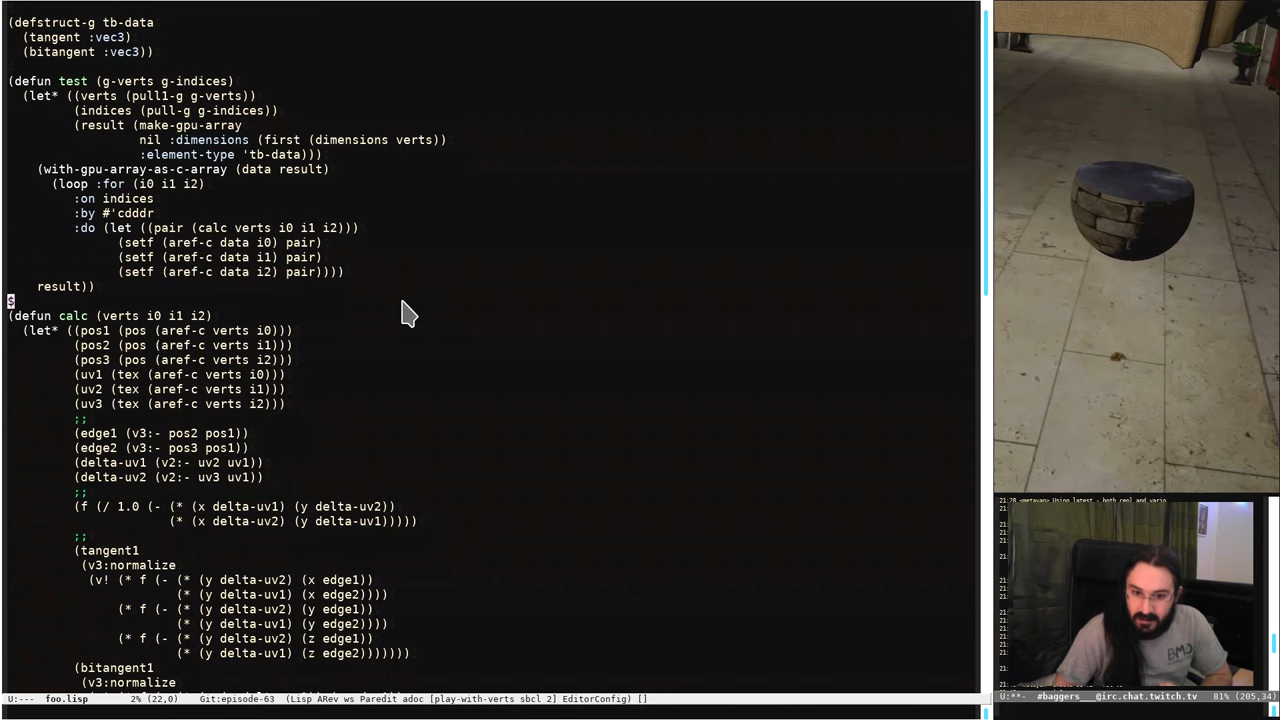 (defstruct-g tb-data
  (tangent :vec3)
  (bitangent :vec3))
(defun test (g-verts g-indices)
  (let* ((verts (pull1-g g-verts))
         (indices (pull-g g-indices))
         (result (make-gpu-array
                  nil :dimensions (first (dimensions verts))
                  :element-type 'tb-data)))
    (with-gpu-array-as-c-array (data result)
      (loop :for (i0 i1 i2)
         :on indices
         :by #'cdddr
         :do (let ((pair (calc verts i0 i1 i2)))
               (setf (aref-c data i0) pair)
               (setf (aref-c data i1) pair)
               (setf (aref-c data i2) pair))))
    result))
$
(defun calc (verts i0 i1 i2)
  (let* ((pos1 (pos (aref-c verts i0)))
         (pos2 (pos (aref-c verts i1)))
         (pos3 (pos (aref-c verts i2)))
         (uv1 (tex (aref-c verts i0)))
         (uv2 (tex (aref-c verts i1)))
         (uv3 (tex (aref-c verts i2)))
         ;;
         (edge1 (v3:- pos2 pos1))
         (edge2 (v3:- pos3 pos1))
         (delta-uv1 (v2:- uv2 uv1))
         (delta-uv2 (v2:- uv3 uv1))
         ;;
         (f (/ 1.0 (- (* (x delta-uv1) (y delta-uv2))
                      (* (x delta-uv2) (y delta-uv1)))))
         ;;
         (tangent1
          (v3:normalize
           (v! (* f (- (* (y delta-uv2) (x edge1))
                       (* (y delta-uv1) (x edge2))))
               (* f (- (* (y delta-uv2) (y edge1))
                       (* (y delta-uv1) (y edge2))))
               (* f (- (* (y delta-uv2) (z edge1))
                       (* (y delta-uv1) (z edge2)))))))
         (bitangent1
          (v3:normalize
U:--- foo.lisp 2% (22,0) Git:episode-63 (Lisp ARev ws Paredit adoc [play-with-verts sbcl 2] EditorConfig) []
U:**- #baggers __@irc.chat.twitch.tv 81% (205,34)